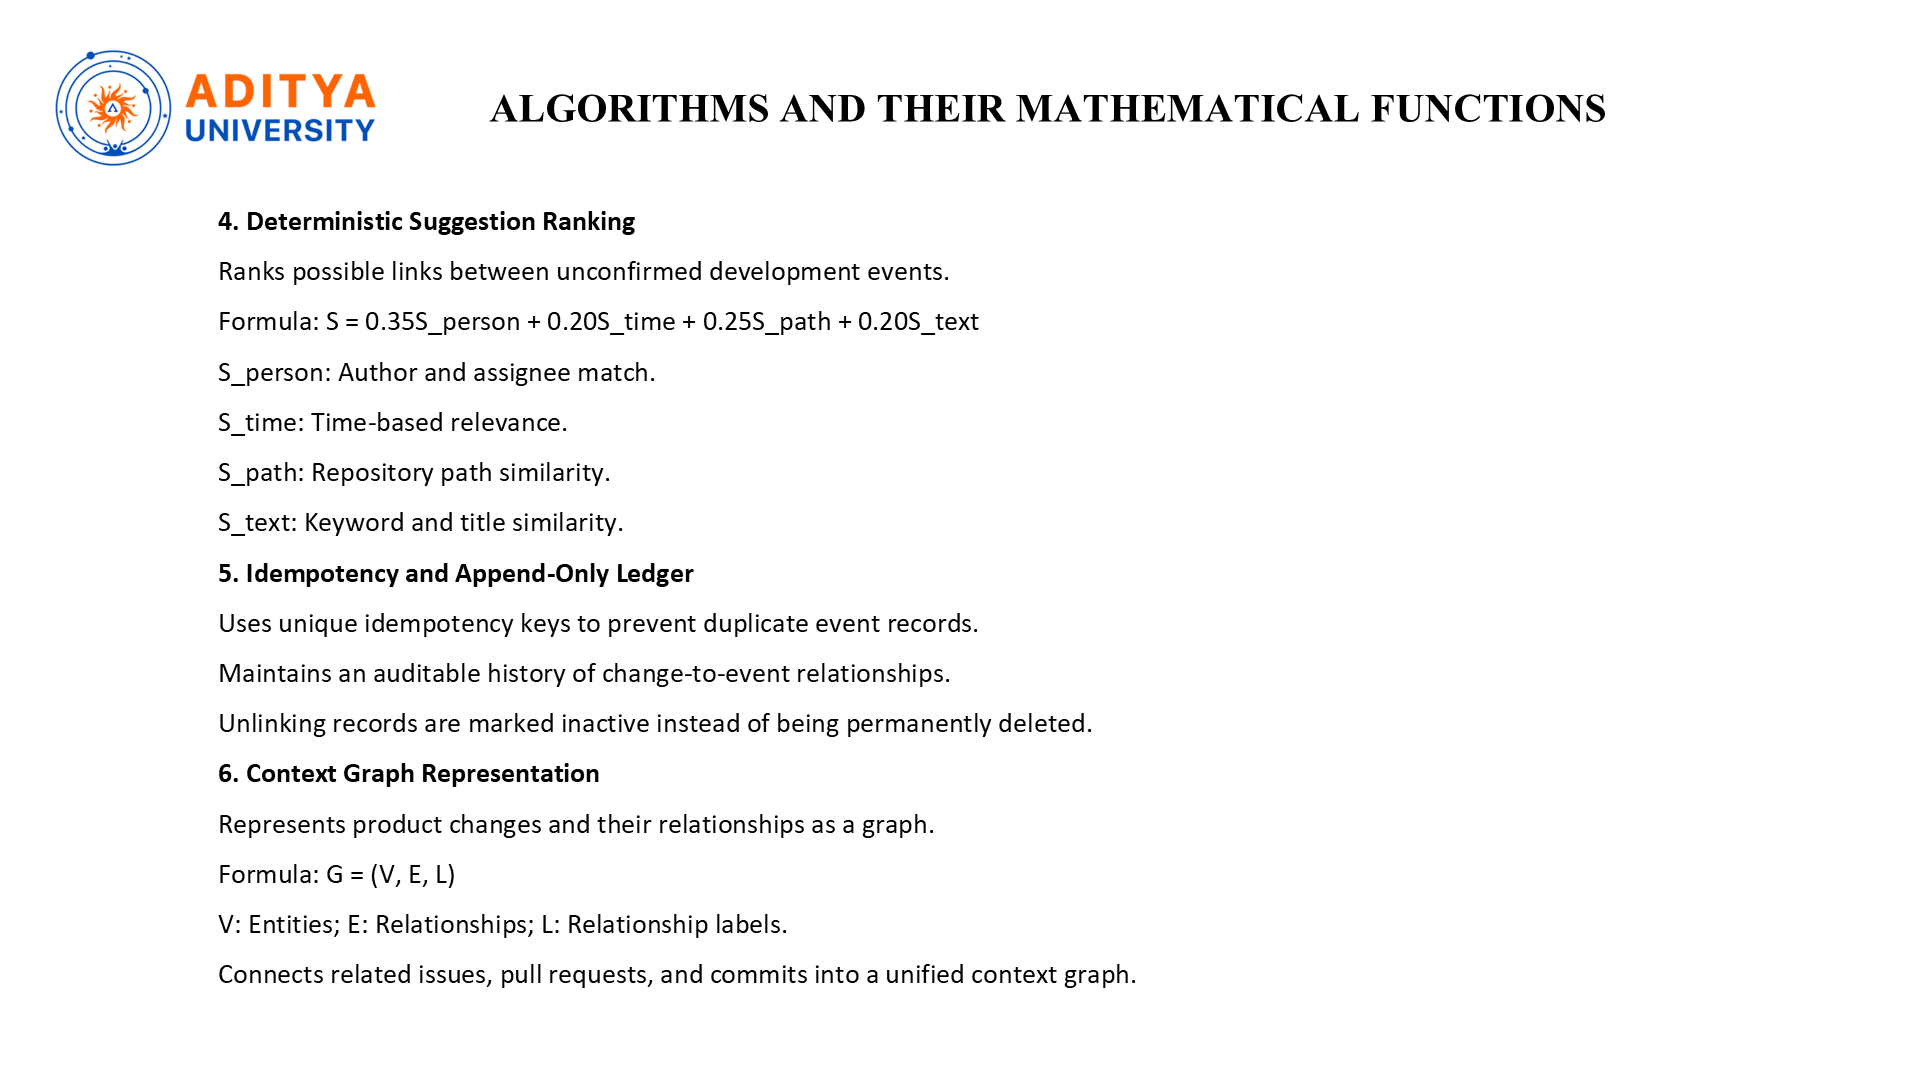 ADITYA
UNIVERSITY
ALGORITHMS AND THEIR MATHEMATICAL FUNCTIONS
4. Deterministic Suggestion Ranking
Ranks possible links between unconfirmed development events.
Formula: S = 0.35S_person + 0.20S_time + 0.25S_path + 0.20S_text
S_person: Author and assignee match.
S_time: Time-based relevance.
S_path: Repository path similarity.
S_text: Keyword and title similarity.
5. Idempotency and Append-Only Ledger
Uses unique idempotency keys to prevent duplicate event records.
Maintains an auditable history of change-to-event relationships.
Unlinking records are marked inactive instead of being permanently deleted.
6. Context Graph Representation
Represents product changes and their relationships as a graph.
Formula: G = (V, E, L)
V: Entities; E: Relationships; L: Relationship labels.
Connects related issues, pull requests, and commits into a unified context graph.